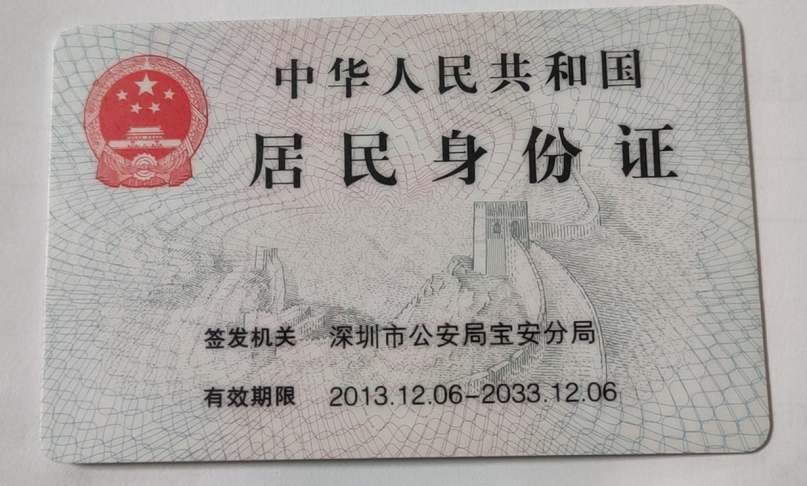 中华人民共和国
居民身份证
签发机关 深圳市公安局宝安分局
有效期限 2013.12.06-2033.12.06